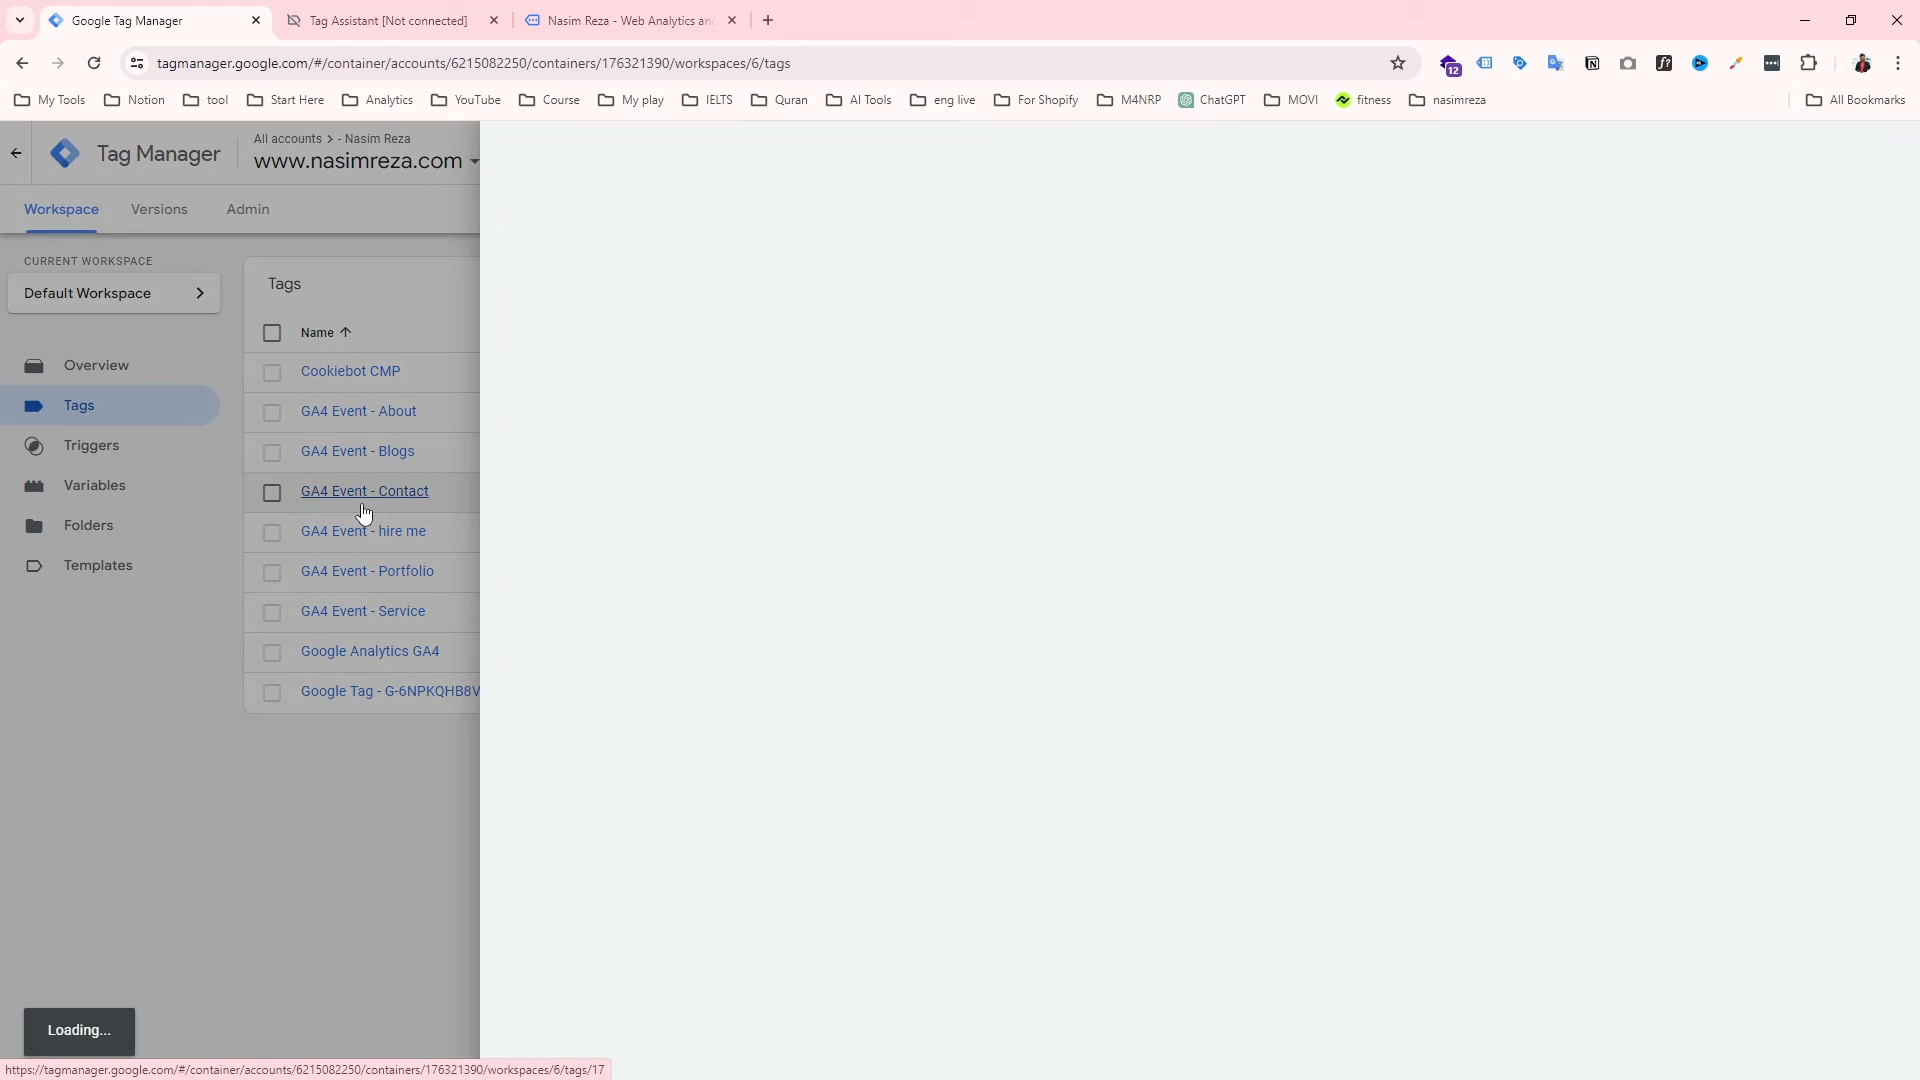 Google Tag Manager
Tag Assistant [Not connected]
Nasim Reza - Web Analytics and
tagmanager.google.com/#/container/accounts/6215082250/containers/176321390/workspaces/6/tags
12
f?
My Tools
Notion
tool
Start Here
Analytics
YouTube
Course
My play
IELTS
Quran
AI Tools
eng live
For Shopify
M4NRP
ChatGPT
MOVI
fitness
nasimreza
All Bookmarks
Tag Manager
All accounts > - Nasim Reza
www.nasimreza.com
Workspace
Versions
Admin
CURRENT WORKSPACE
Default Workspace
Overview
Tags
Triggers
Variables
Folders
Templates
Tags
Name
Cookiebot CMP
GA4 Event - About
GA4 Event - Blogs
GA4 Event - Contact
GA4 Event - hire me
GA4 Event - Portfolio
GA4 Event - Service
Google Analytics GA4
Google Tag - G-6NPKQHB8V
Loading...
https://tagmanager.google.com/#/container/accounts/6215082250/containers/176321390/workspaces/6/tags/17